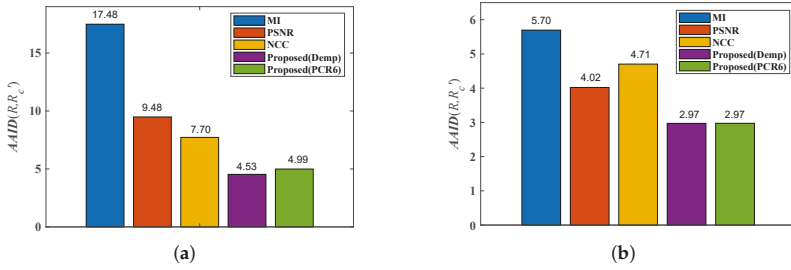 17.48
9.48
7.70
4.53
4.99
15
10
5
0
AAID(R,R_c')
MI
PSNR
NCC
Proposed(Demp)
Proposed(PCR6)
(a)
5.70
4.02
4.71
2.97
2.97
6
5
4
3
2
1
0
AAID(R,R_c')
MI
PSNR
NCC
Proposed(Demp)
Proposed(PCR6)
(b)